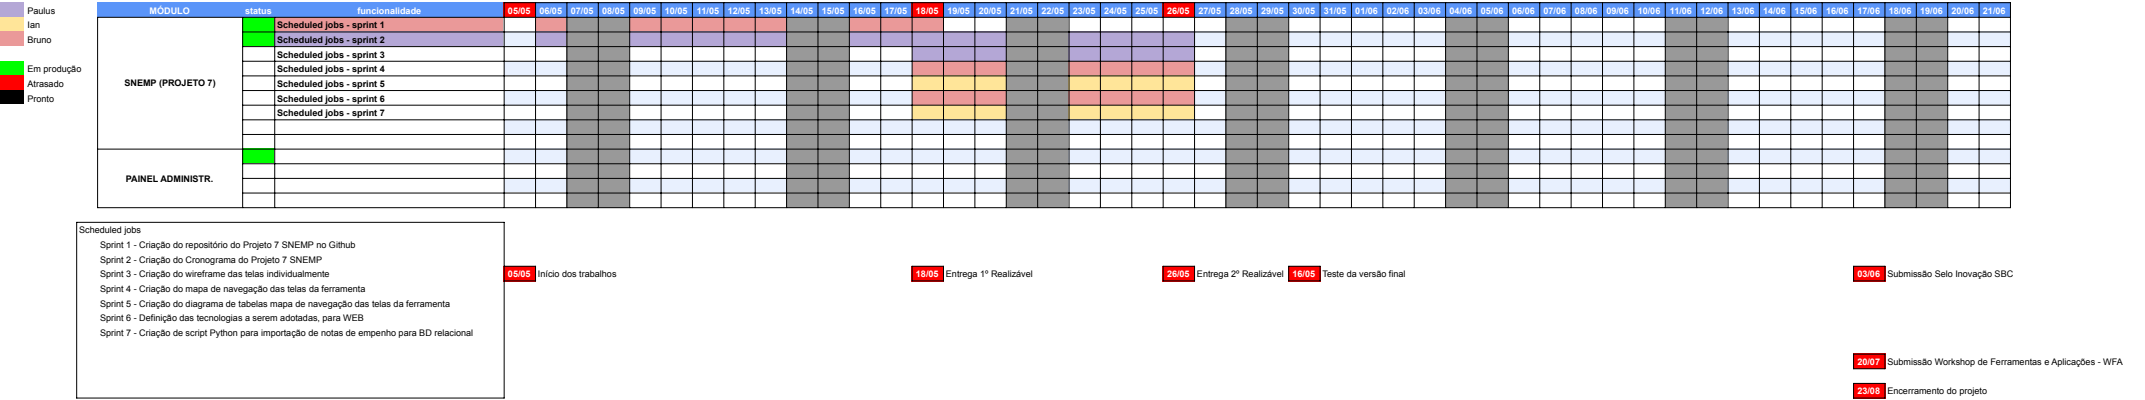 Paulus
Ian
Bruno
Em produção
Atrasado
Pronto
MÓDULO status funcionalidade 05/05 06/05 07/05 08/05 09/05 10/05 11/05 12/05 13/05 14/05 15/05 16/05 17/05 18/05 19/05 20/05 21/05 22/05 23/05 24/05 25/05 26/05 27/05 28/05 29/05 30/05 31/05 01/06 02/06 03/06 04/06 05/06 06/06 07/06 08/06 09/06 10/06 11/06 12/06 13/06 14/06 15/06 16/06 17/06 18/06 19/06 20/06 21/06
SNEMP (PROJETO 7)
Scheduled jobs - sprint 1
Scheduled jobs - sprint 2
Scheduled jobs - sprint 3
Scheduled jobs - sprint 4
Scheduled jobs - sprint 5
Scheduled jobs - sprint 6
Scheduled jobs - sprint 7
PAINEL ADMINISTR.
Scheduled jobs
Sprint 1 - Criação do repositório do Projeto 7 SNEMP no Github
Sprint 2 - Criação do Cronograma do Projeto 7 SNEMP
Sprint 3 - Criação do wireframe das telas individualmente
Sprint 4 - Criação do mapa de navegação das telas da ferramenta
Sprint 5 - Criação do diagrama de tabelas mapa de navegação das telas da ferramenta
Sprint 6 - Definição das tecnologias a serem adotadas, para WEB
Sprint 7 - Criação de script Python para importação de notas de empenho para BD relacional
05/05 Início dos trabalhos
18/05 Entrega 1º Realizável
26/05 Entrega 2º Realizável
16/05 Teste da versão final
03/06 Submissão Selo Inovação SBC
20/07 Submissão Workshop de Ferramentas e Aplicações - WFA
23/08 Encerramento do projeto